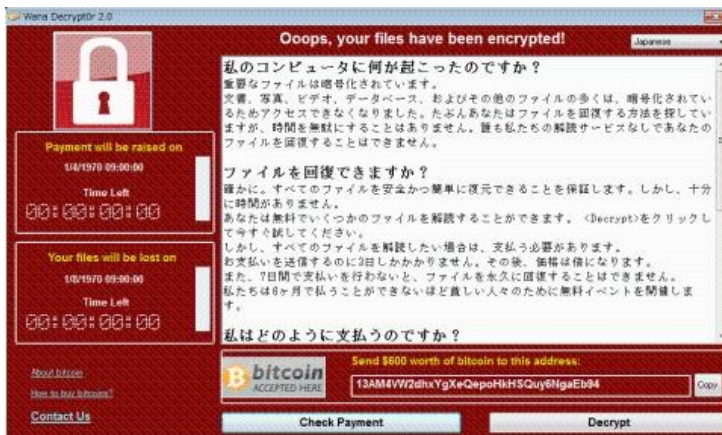 Wana Decrypt0r 2.0
Ooops, your files have been encrypted!
Japanese
私のコンピュータに何が起こったのですか？
重要なファイルは暗号化されています。
文書、写真、ビデオ、データベース、およびその他のファイルの多くは、暗号化されてい
るためアクセスできなくなりました。たぶんあなたはファイルを回復する方法を探してい
ますが、時間を無駄にすることはありません。誰も私たちの解読サービスなしであなたの
ファイルを回復することはできません。
ファイルを回復できますか？
確かに。すべてのファイルを安全かつ簡単に復元できることを保証します。しかし、十分
に時間がありません。
あなたは無料でいくつかのファイルを解読することができます。 <Decrypt>をクリックし
て今すぐ試してください。
しかし、すべてのファイルを解読したい場合は、支払う必要があります。
お支払いを送信するのに3日しかかかりません。その後、価格は倍になります。
また、7日間で支払いを行わないと、ファイルを永久に回復することはできません。
私たちは6ヶ月で払うことができないほど貧しい人々のために無料イベントを開催しま
す。
私はどのように支払うのですか？
Payment will be raised on
1/4/1970 09:00:00
Time Left
00:00:00:00
Your files will be lost on
1/8/1970 09:00:00
Time Left
00:00:00:00
About bitcoin
How to buy bitcoins?
Contact Us
bitcoin
ACCEPTED HERE
Send $600 worth of bitcoin to this address:
13AM4VW2dhxYgXeQepoHkHSQuy6NgaEb94
Copy
Check Payment
Decrypt